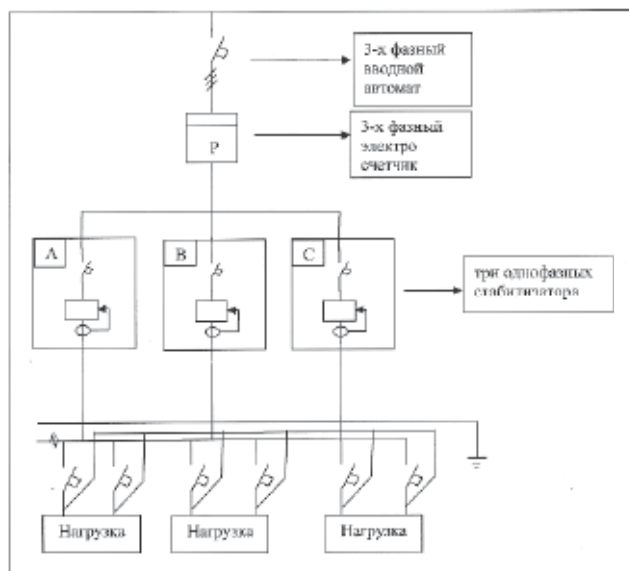 3-х фазный
вводной
автомат
3-х фазный
электро
счетчик
P
A
B
C
три однофазных
стабилизатора
Нагрузка
Нагрузка
Нагрузка